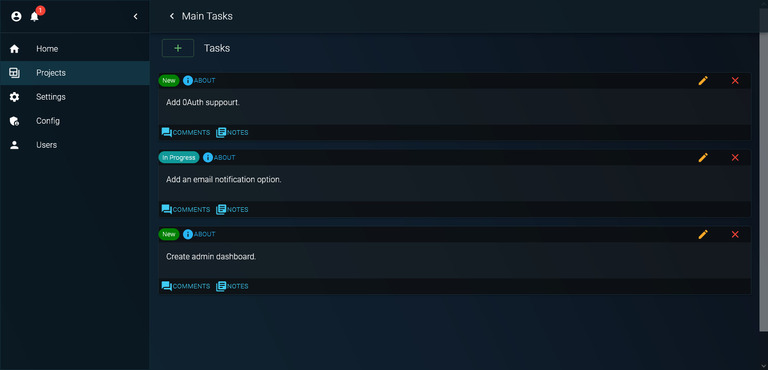 1
Main Tasks
Home
Projects
Settings
Config
Users
+ Tasks
New ABOUT
Add 0Auth suppourt.
COMMENTS NOTES
In Progress ABOUT
Add an email notification option.
COMMENTS NOTES
New ABOUT
Create admin dashboard.
COMMENTS NOTES